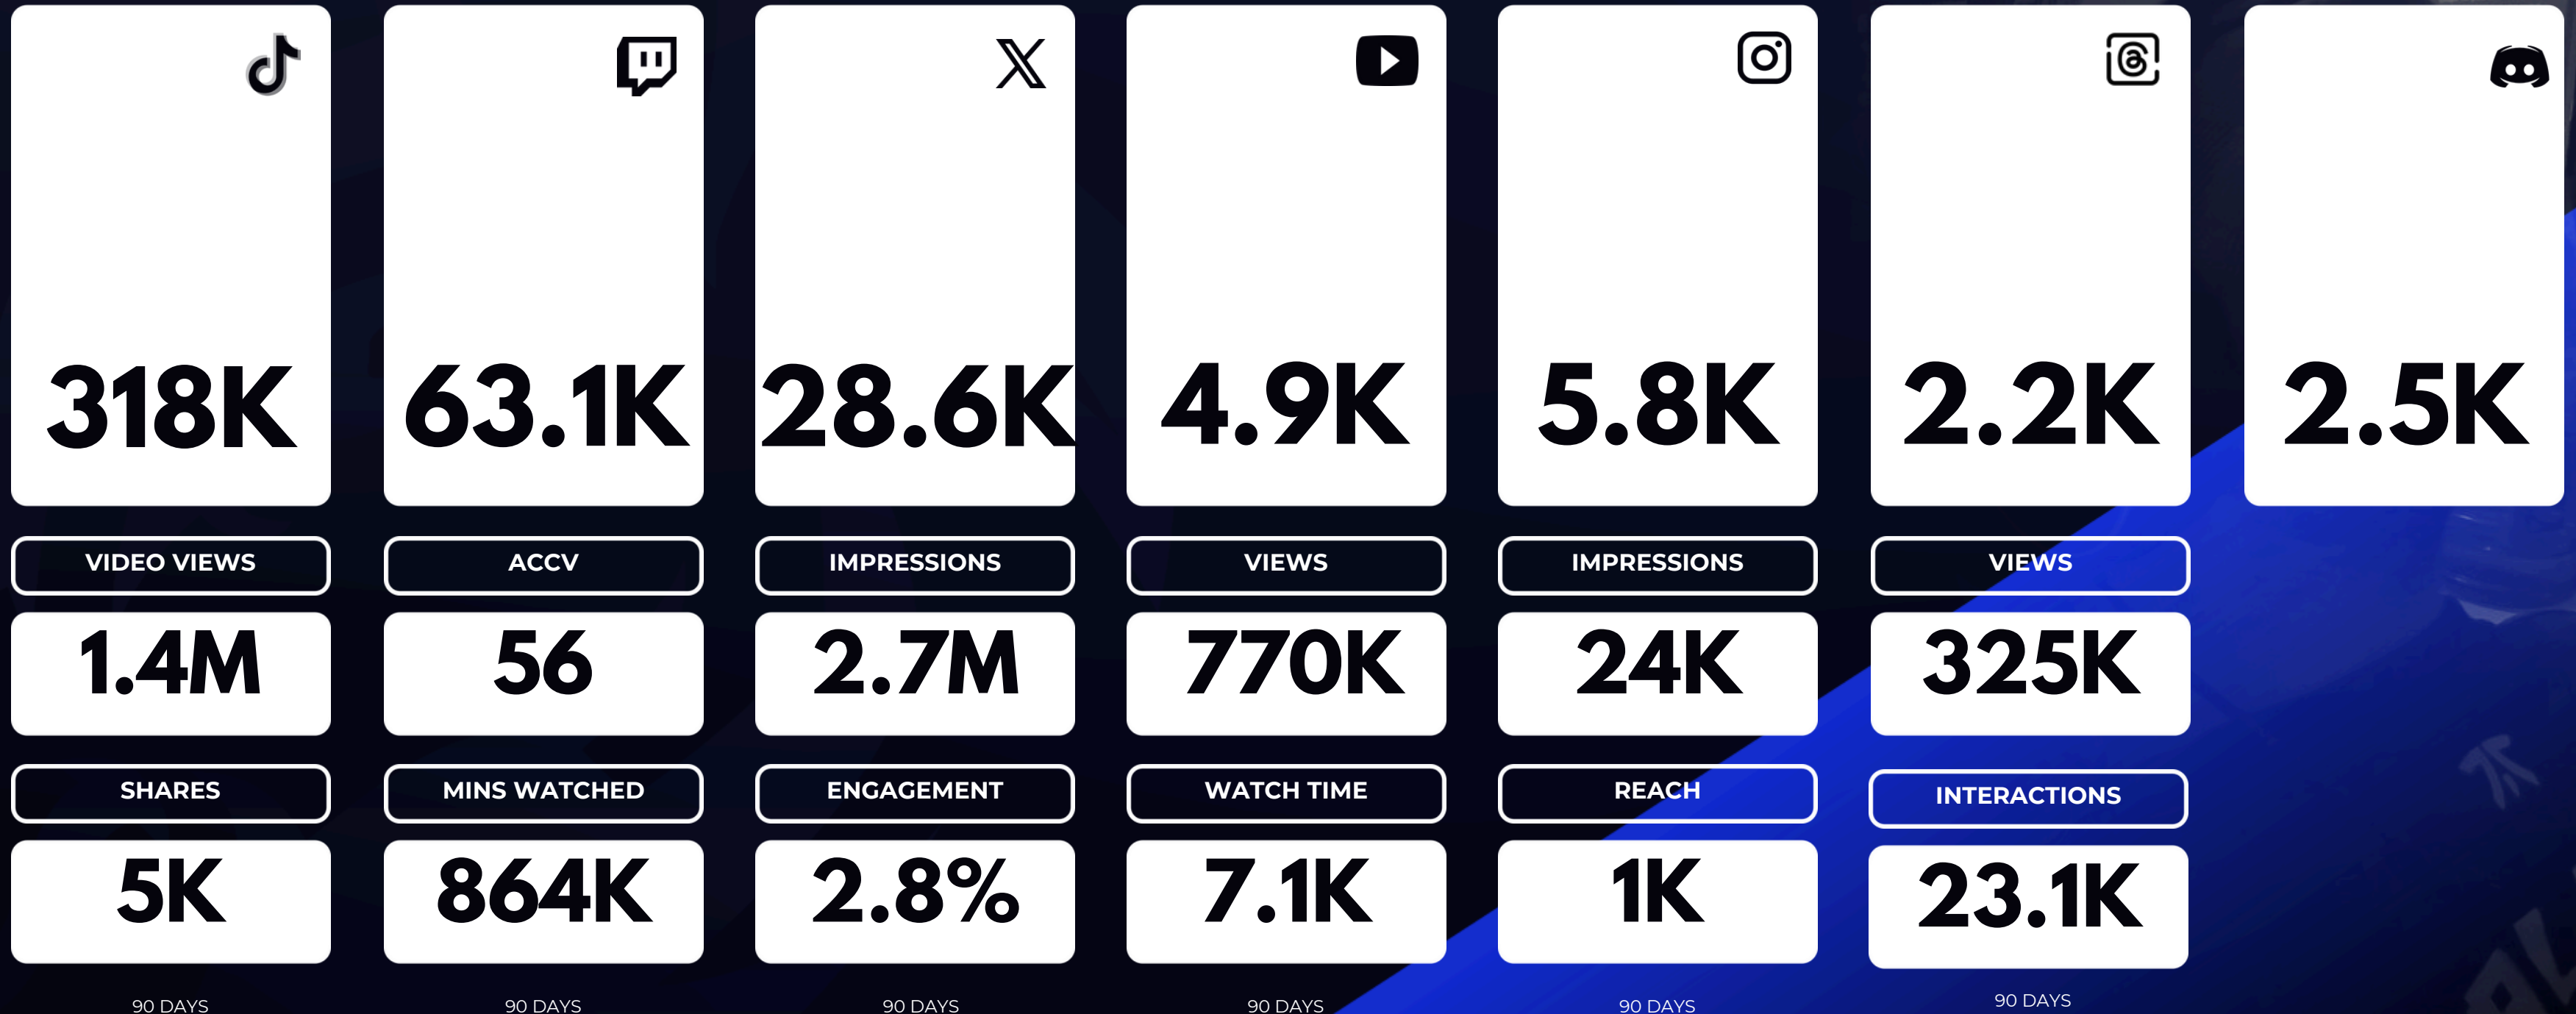 318K
63.1K
28.6K
4.9K
5.8K
2.2K
2.5K
VIDEO VIEWS
ACCV
IMPRESSIONS
VIEWS
IMPRESSIONS
VIEWS
1.4M
56
2.7M
770K
24K
325K
SHARES
MINS WATCHED
ENGAGEMENT
WATCH TIME
REACH
INTERACTIONS
5K
864K
2.8%
7.1K
1K
23.1K
90 DAYS
90 DAYS
90 DAYS
90 DAYS
90 DAYS
90 DAYS